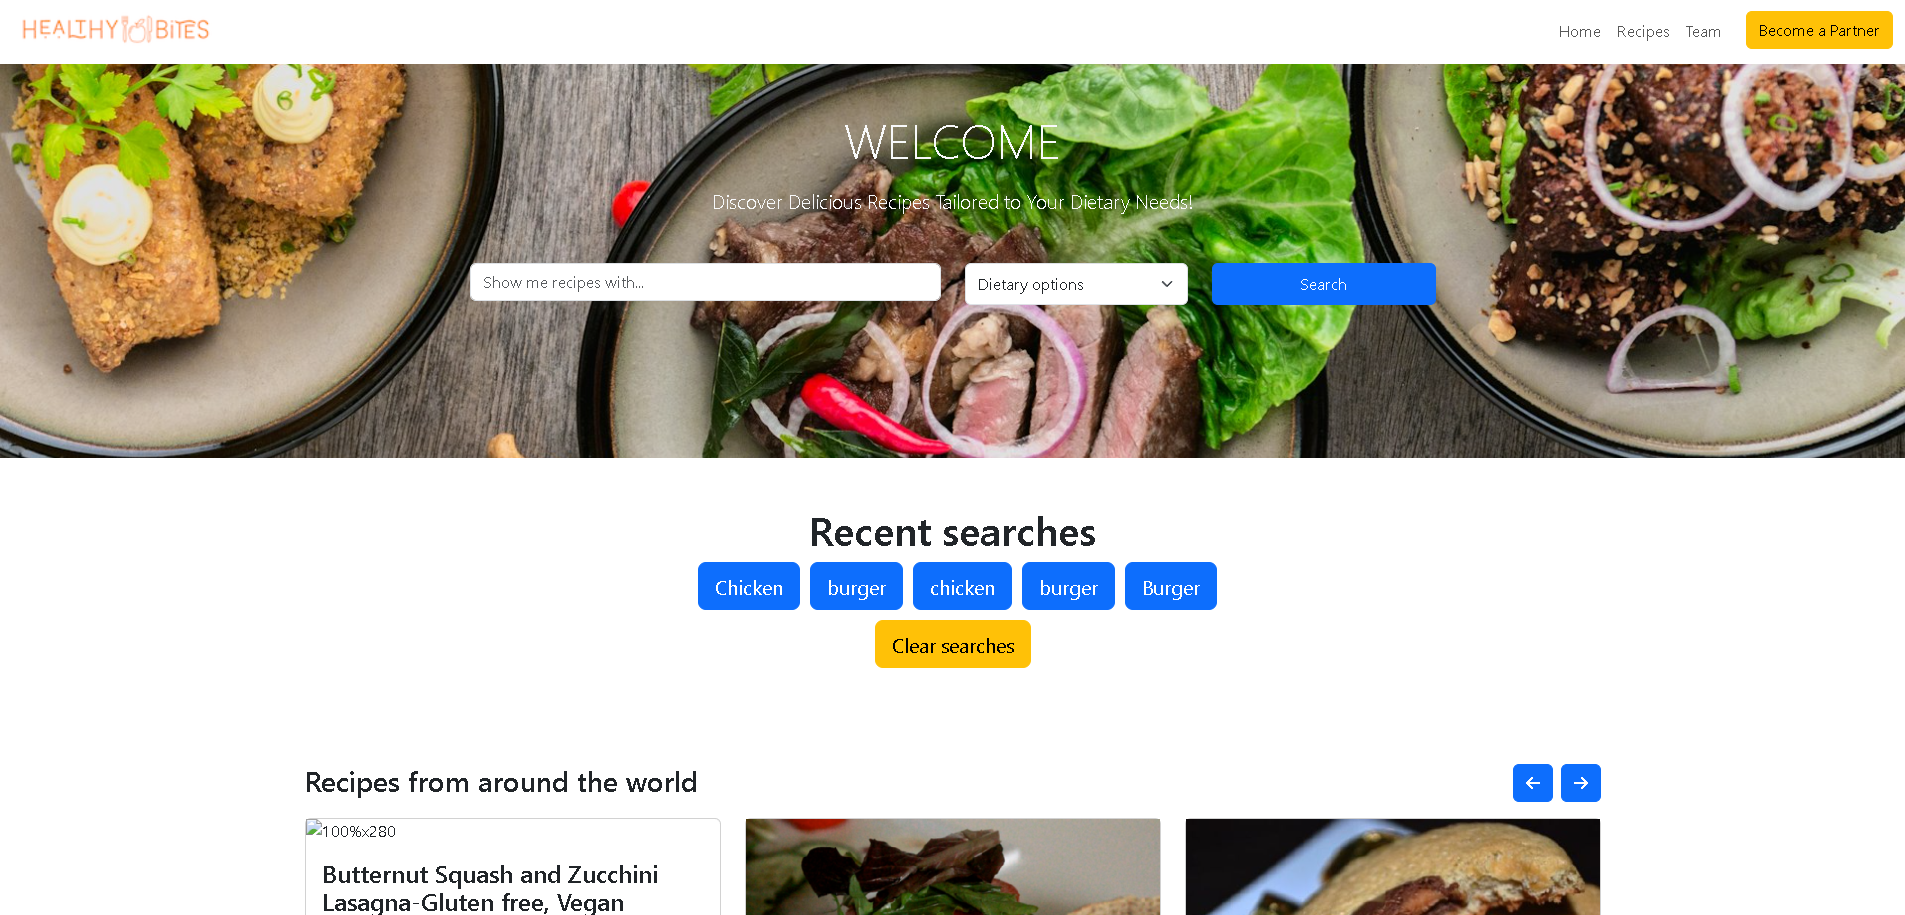 HEALTHY BITES
Home Recipes Team Become a Partner
WELCOME
Discover Delicious Recipes Tailored to Your Dietary Needs!
Show me recipes with...
Dietary options
Search
Recent searches
Chicken burger chicken burger Burger
Clear searches
Recipes from around the world
100%x280
Butternut Squash and Zucchini
Lasagna-Gluten free, Vegan